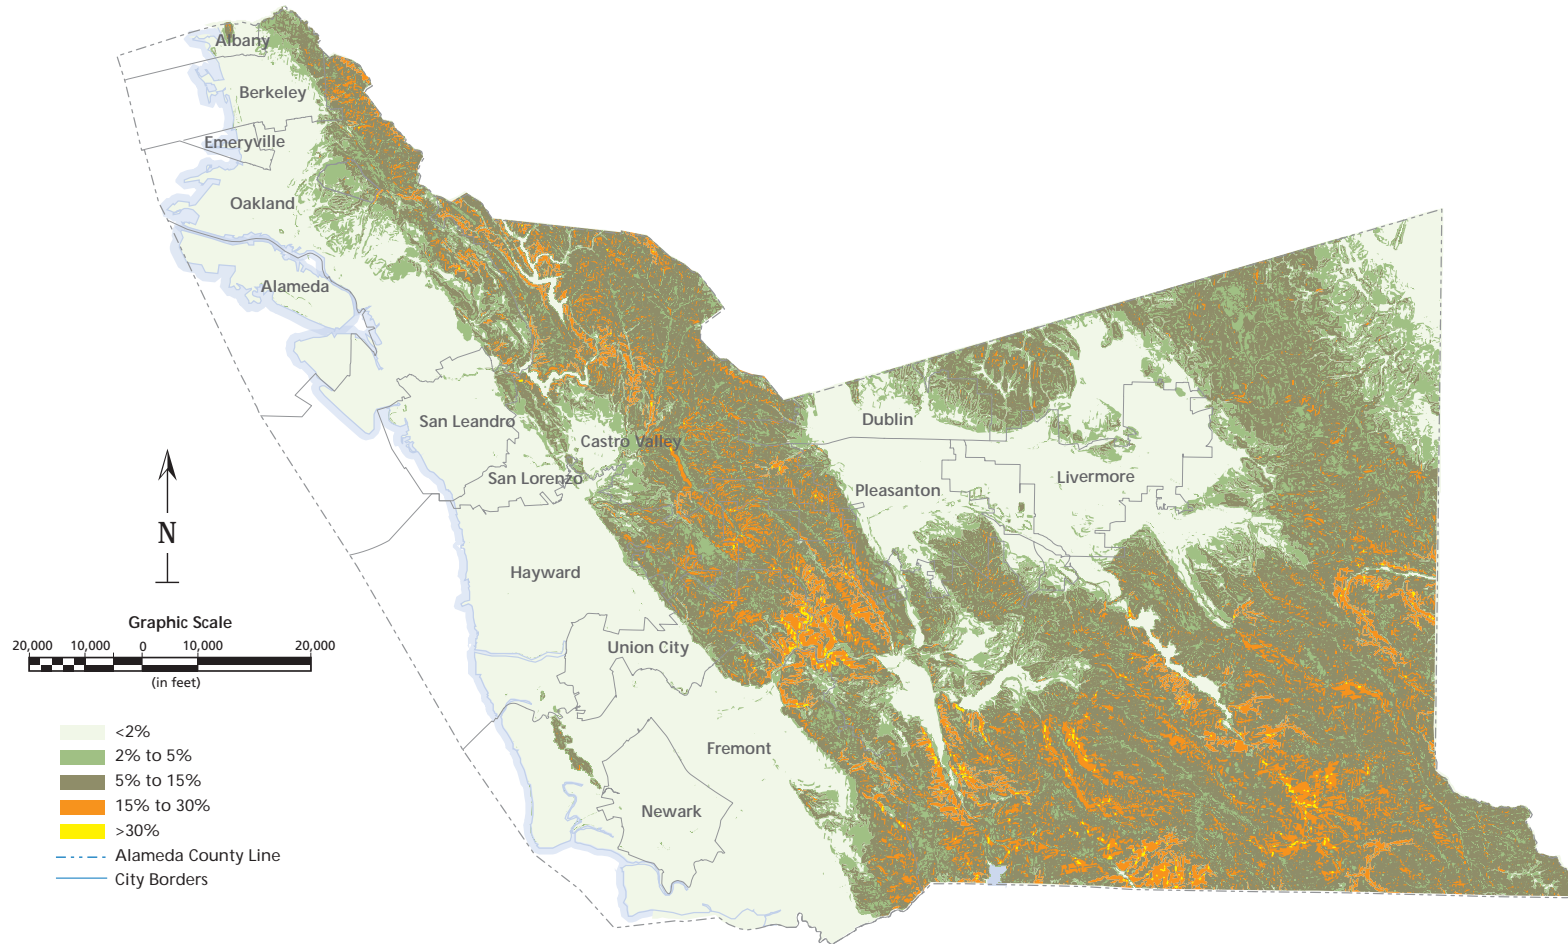 Albany
Berkeley
Emeryville
Oakland
Alameda
San Leandro
Castro Valley
San Lorenzo
Dublin
Pleasanton
Livermore
Hayward
Union City
Fremont
Newark
N
Graphic Scale
20,000 10,000 0 10,000 20,000
(in feet)
<2%
2% to 5%
5% to 15%
15% to 30%
>30%
Alameda County Line
City Borders